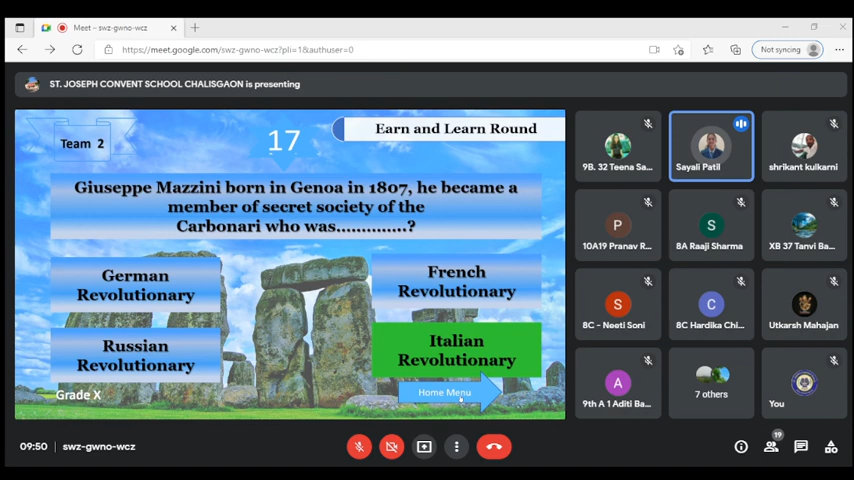 Meet – swz-gwno-wcz
https://meet.google.com/swz-gwno-wcz?pli=1&authuser=0
Not syncing
ST. JOSEPH CONVENT SCHOOL CHALISGAON is presenting
Team 2
17
Earn and Learn Round
Giuseppe Mazzini born in Genoa in 1807, he became a
member of secret society of the
Carbonari who was..............?
German
Revolutionary
French
Revolutionary
Russian
Revolutionary
Italian
Revolutionary
Home Menu
Grade X
9B. 32 Teena Sa...
Sayali Patil
shrikant kulkarni
P
10A19 Pranav R...
S
8A Raaji Sharma
XB 37 Tanvi Ba...
S
8C - Neeti Soni
C
8C Hardika Chi...
Utkarsh Mahajan
A
9th A 1 Aditi Ba...
7 others
You
09:50 | swz-gwno-wcz
19